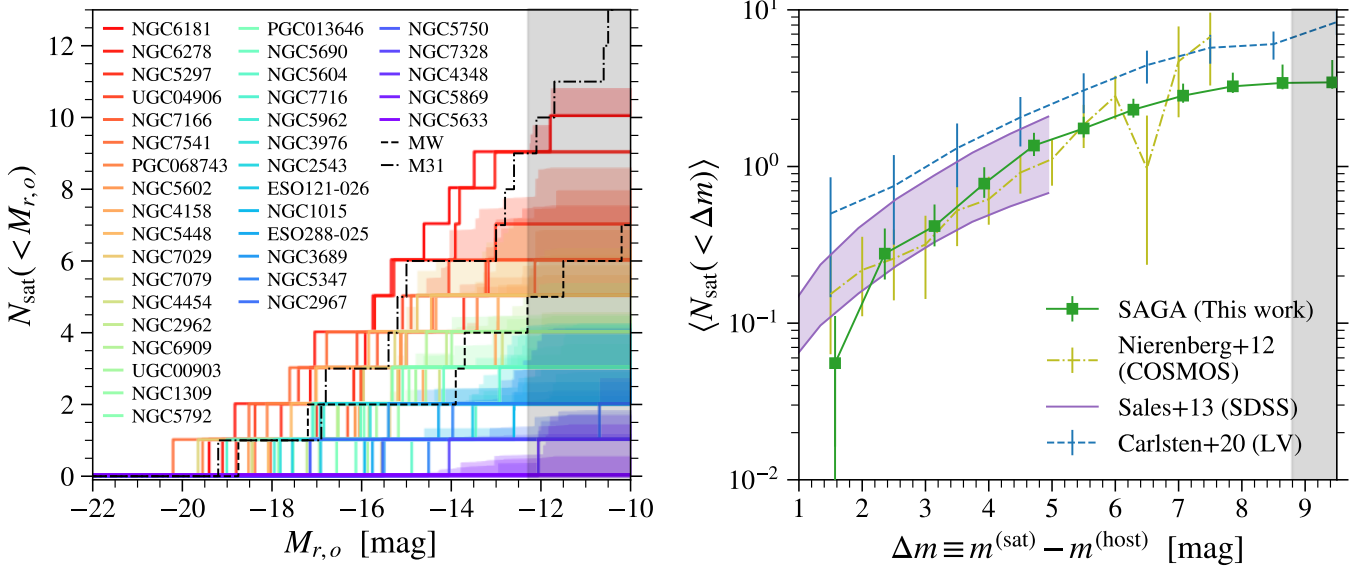 N_sat(< M_r,o)
0
2
4
6
8
10
12
NGC6181
NGC6278
NGC5297
UGC04906
NGC7166
NGC7541
PGC068743
NGC5602
NGC4158
NGC5448
NGC7029
NGC7079
NGC4454
NGC2962
NGC6909
UGC00903
NGC1309
NGC5792
PGC013646
NGC5690
NGC5604
NGC7716
NGC5962
NGC3976
NGC2543
ESO121-026
NGC1015
ESO288-025
NGC3689
NGC5347
NGC2967
NGC5750
NGC7328
NGC4348
NGC5869
NGC5633
MW
M31
−22 −20 −18 −16 −14 −12 −10
M_r,o [mag]
⟨N_sat(< Δm)⟩
10^1
10^0
10^−1
10^−2
SAGA (This work)
Nierenberg+12
(COSMOS)
Sales+13 (SDSS)
Carlsten+20 (LV)
1 2 3 4 5 6 7 8 9
Δm ≡ m^(sat) − m^(host) [mag]